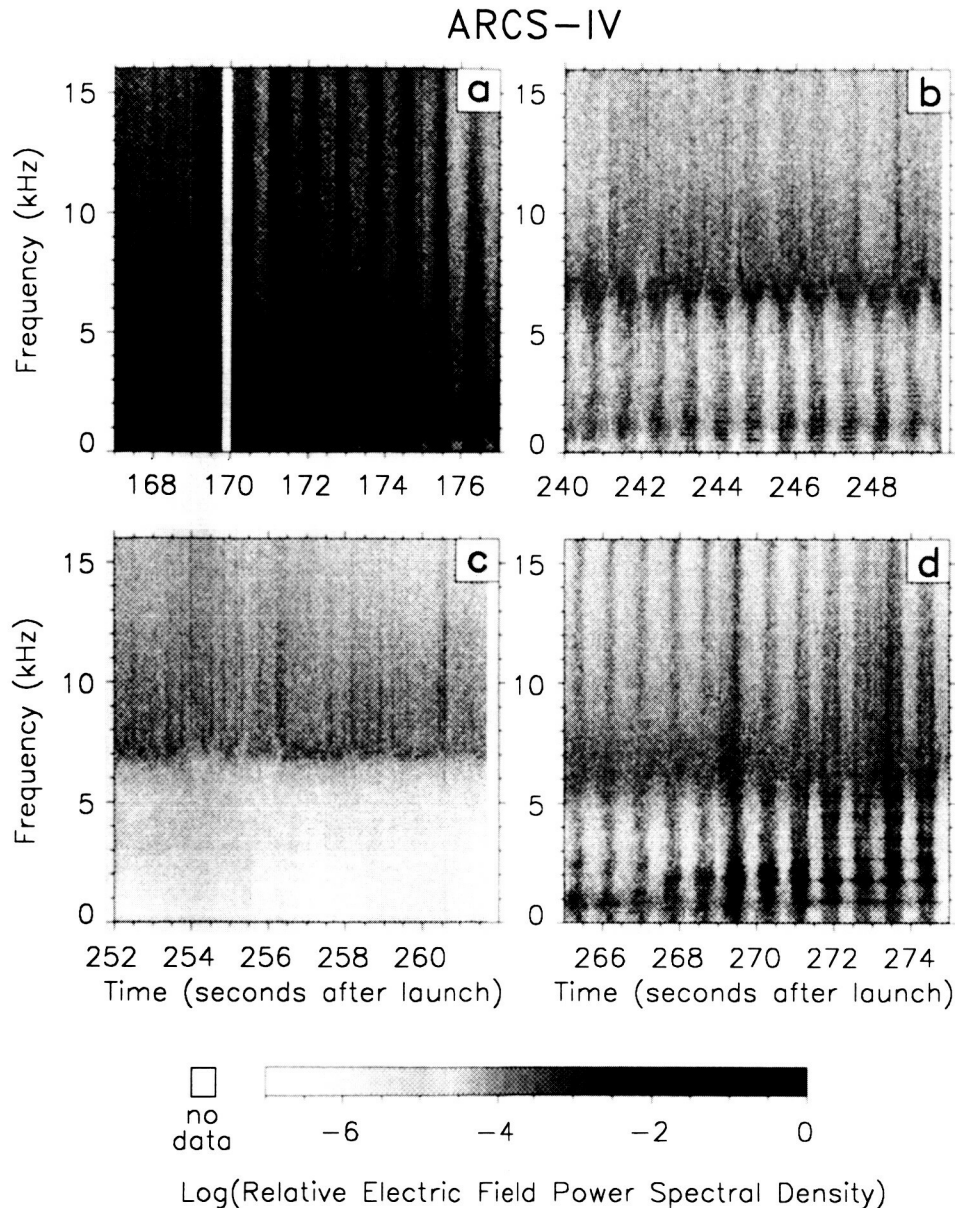 ARCS-IV
Frequency (kHz)
15
10
5
0
a
168 170 172 174 176
15
10
5
0
b
240 242 244 246 248
Frequency (kHz)
15
10
5
0
c
252 254 256 258 260
Time (seconds after launch)
15
10
5
0
d
266 268 270 272 274
Time (seconds after launch)
no
data
-6 -4 -2 0
Log(Relative Electric Field Power Spectral Density)